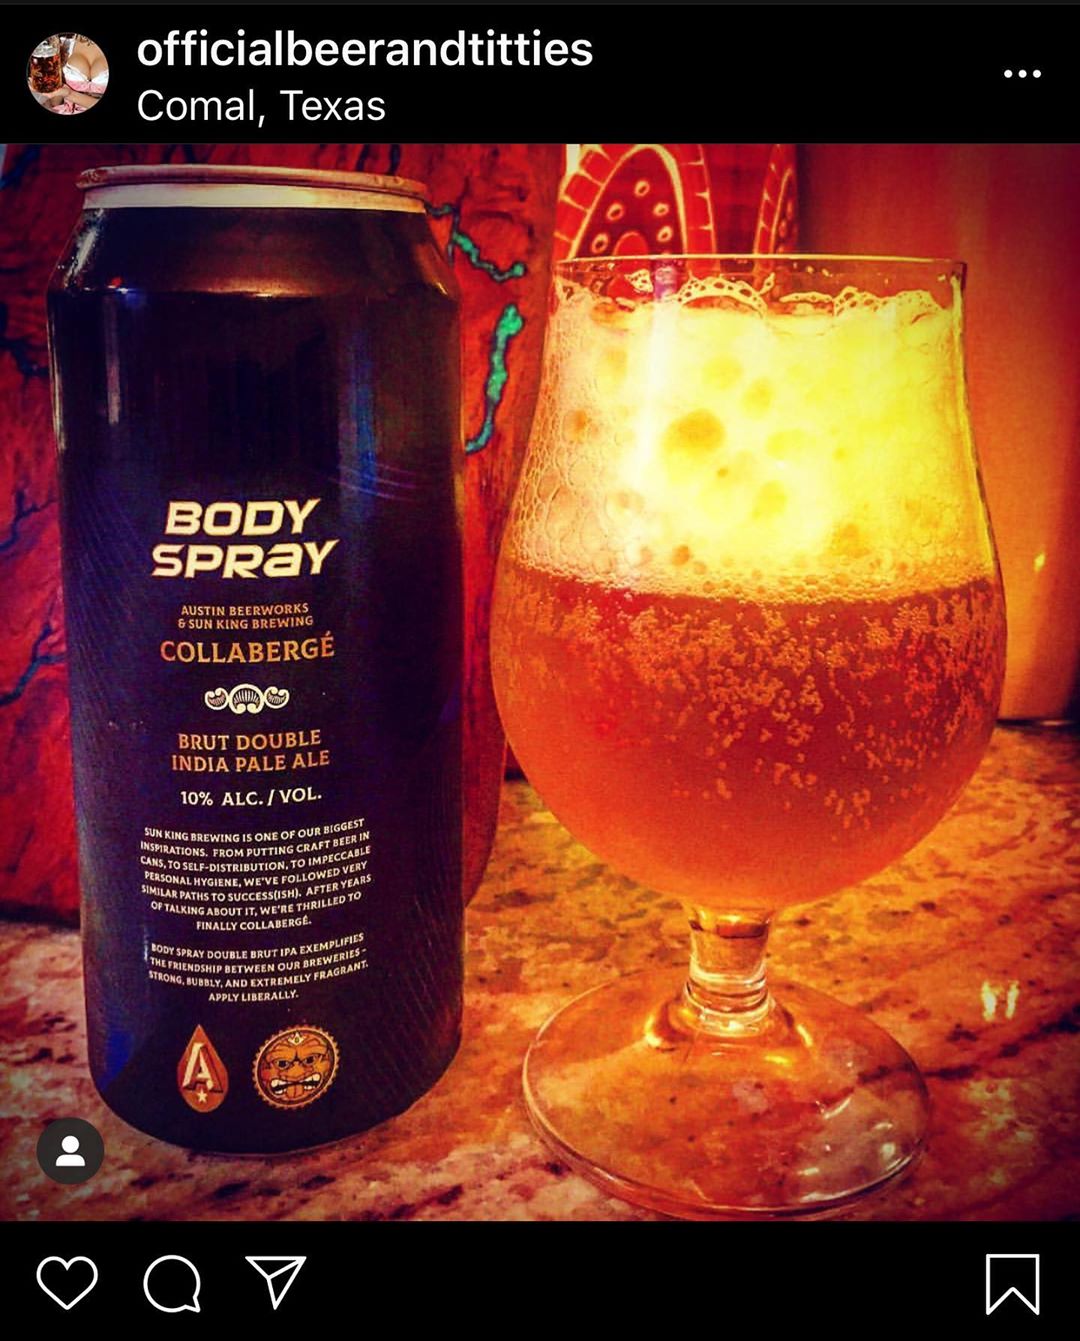 officialbeerandtitties
Comal, Texas
BODY
SPRaY
AUSTIN BEERWORKS
& SUN KING BREWING
COLLABERGÉ
BRUT DOUBLE
INDIA PALE ALE
10% ALC. / VOL.
SUN KING BREWING IS ONE OF OUR BIGGEST
INSPIRATIONS. FROM PUTTING CRAFT BEER IN
CANS, TO SELF-DISTRIBUTION, TO IMPECCABLE
PERSONAL HYGIENE, WE'VE FOLLOWED VERY
SIMILAR PATHS TO SUCCESS(ISH). AFTER YEARS
OF TALKING ABOUT IT, WE'RE THRILLED TO
FINALLY COLLABERGÉ.
BODY SPRAY DOUBLE BRUT IPA EXEMPLIFIES
THE FRIENDSHIP BETWEEN OUR BREWERIES -
STRONG, BUBBLY, AND EXTREMELY FRAGRANT.
APPLY LIBERALLY.
A